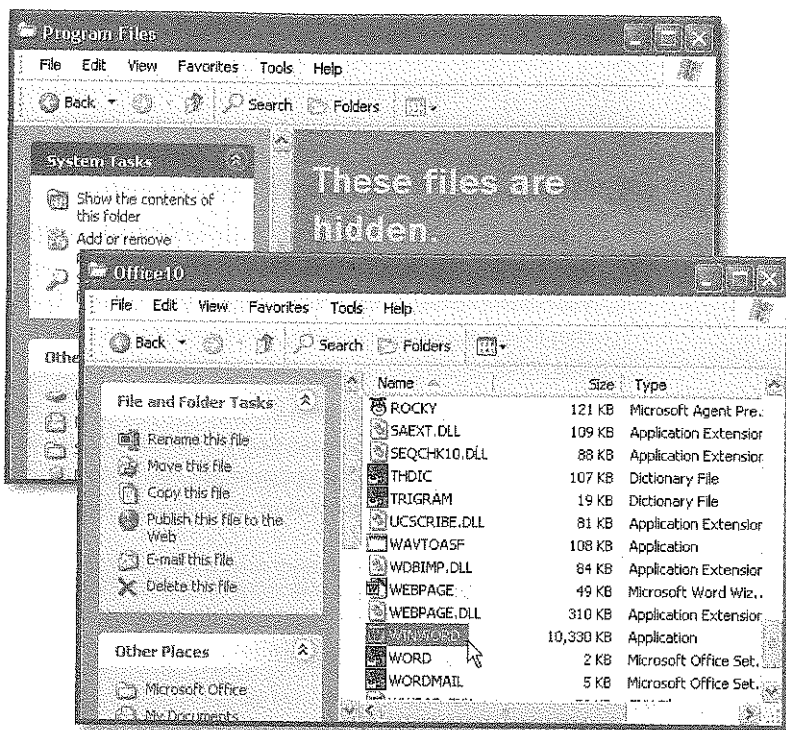 Program Files
File Edit View Favorites Tools Help
Back Search Folders
System Tasks
Show the contents of
this folder
Add or remove
These files are
hidden.
Othe
Office10
File Edit View Favorites Tools Help
Back Search Folders
File and Folder Tasks
Rename this file
Move this file
Copy this file
Publish this file to the
Web
E-mail this file
Delete this file
Other Places
Microsoft Office
My Documents
Name Size Type
ROCKY 121 KB Microsoft Agent Pre..
SAEXT.DLL 109 KB Application Extension
SEQCHK10.DLL 88 KB Application Extension
THDIC 107 KB Dictionary File
TRIGRAM 19 KB Dictionary File
UCSCRIBE.DLL 81 KB Application Extension
WAVTOASF 108 KB Application
WDBIMP.DLL 84 KB Application Extension
WEBPAGE 49 KB Microsoft Word Wiz..
WEBPAGE.DLL 310 KB Application Extension
WINWORD 10,330 KB Application
WORD 2 KB Microsoft Office Set.
WORDMAIL 5 KB Microsoft Office Set.